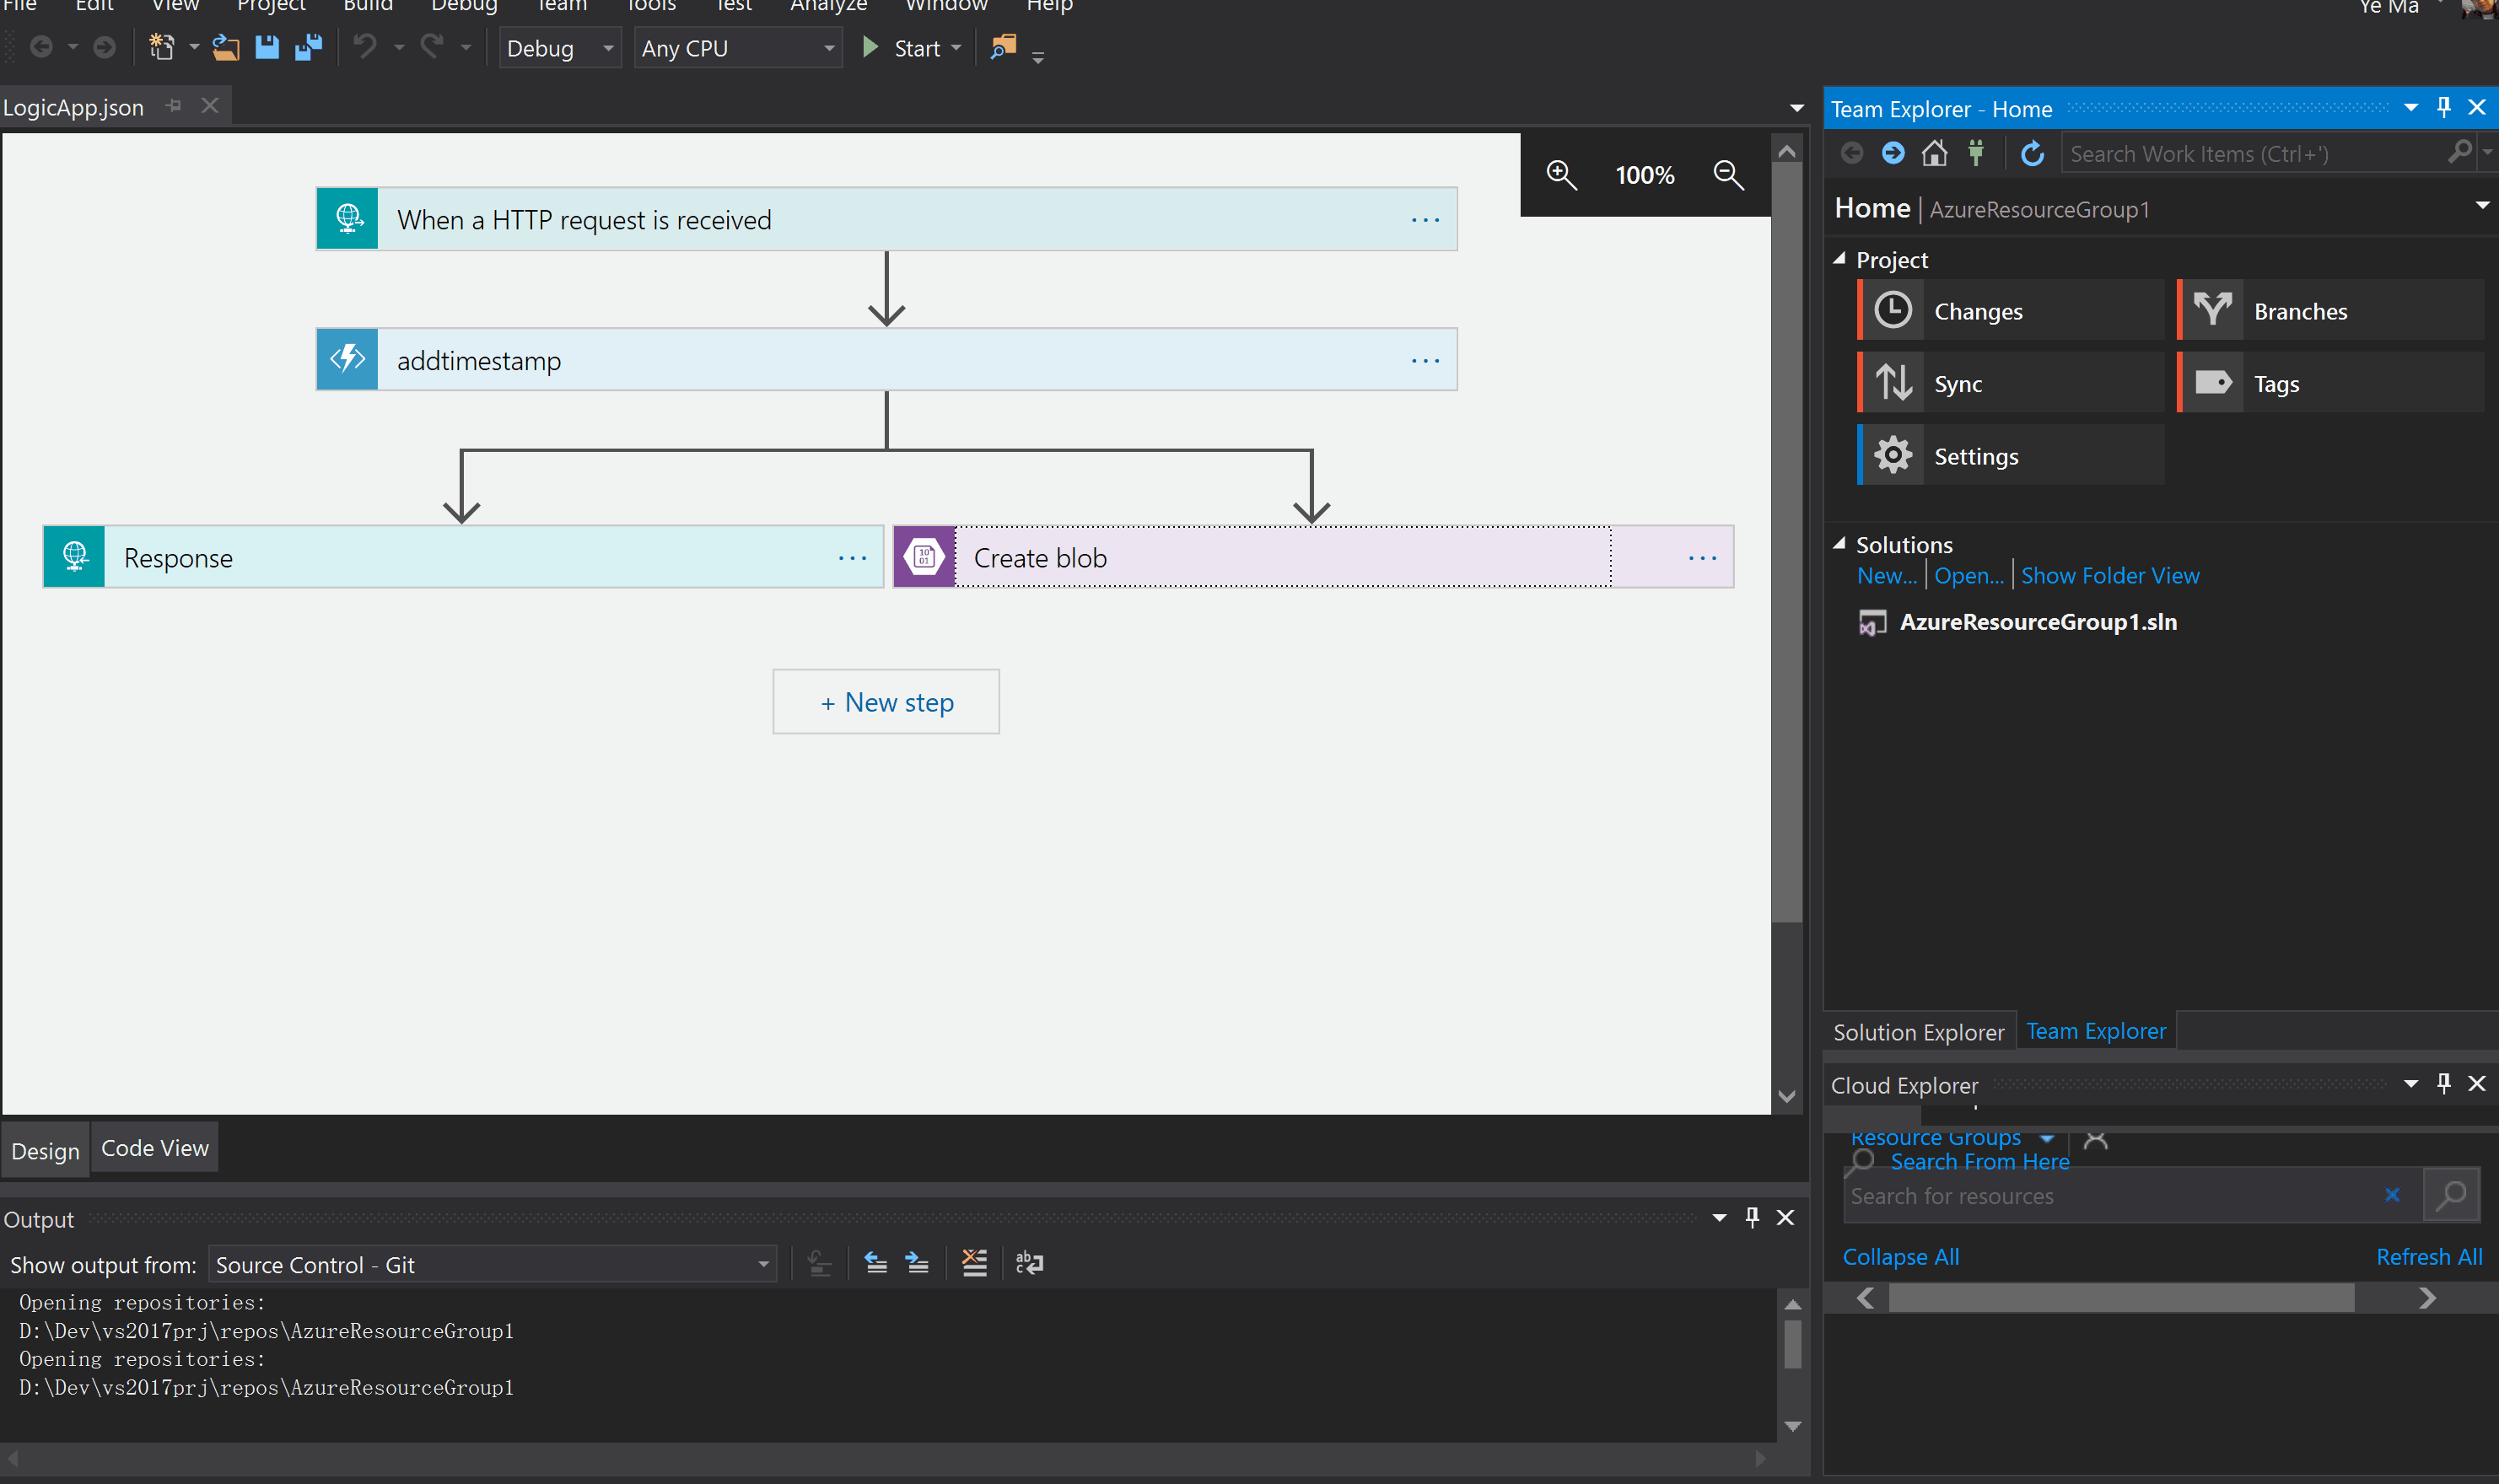 File Edit View Project Build Debug Team Tools Test Analyze Window Help
Ye Ma
Debug Any CPU Start
LogicApp.json
100%
When a HTTP request is received ...
addtimestamp ...
Response ...
10
01
Create blob ...
+ New step
Design Code View
Output
Show output from: Source Control - Git
ab
c
Opening repositories:
D:\Dev\vs2017prj\repos\AzureResourceGroup1
Opening repositories:
D:\Dev\vs2017prj\repos\AzureResourceGroup1
Team Explorer - Home
Search Work Items (Ctrl+')
Home | AzureResourceGroup1
Project
Changes Branches
Sync Tags
Settings
Solutions
New... | Open... | Show Folder View
AzureResourceGroup1.sln
Solution Explorer Team Explorer
Cloud Explorer
Resource Groups
Search From Here
Search for resources
Collapse All Refresh All